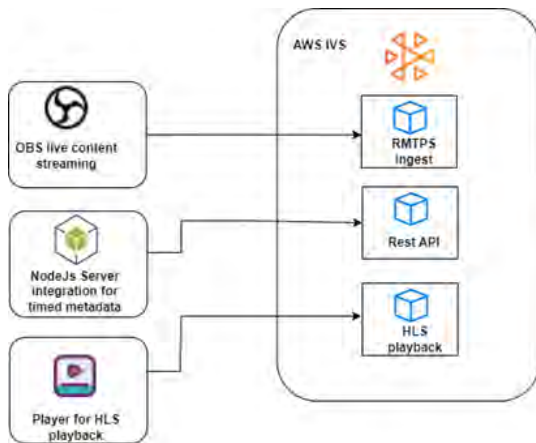 AWS IVS
OBS live content
streaming
RMTPS
ingest
NodeJs Server
integration for
timed metadata
Rest API
Player for HLS
playback
HLS
playback